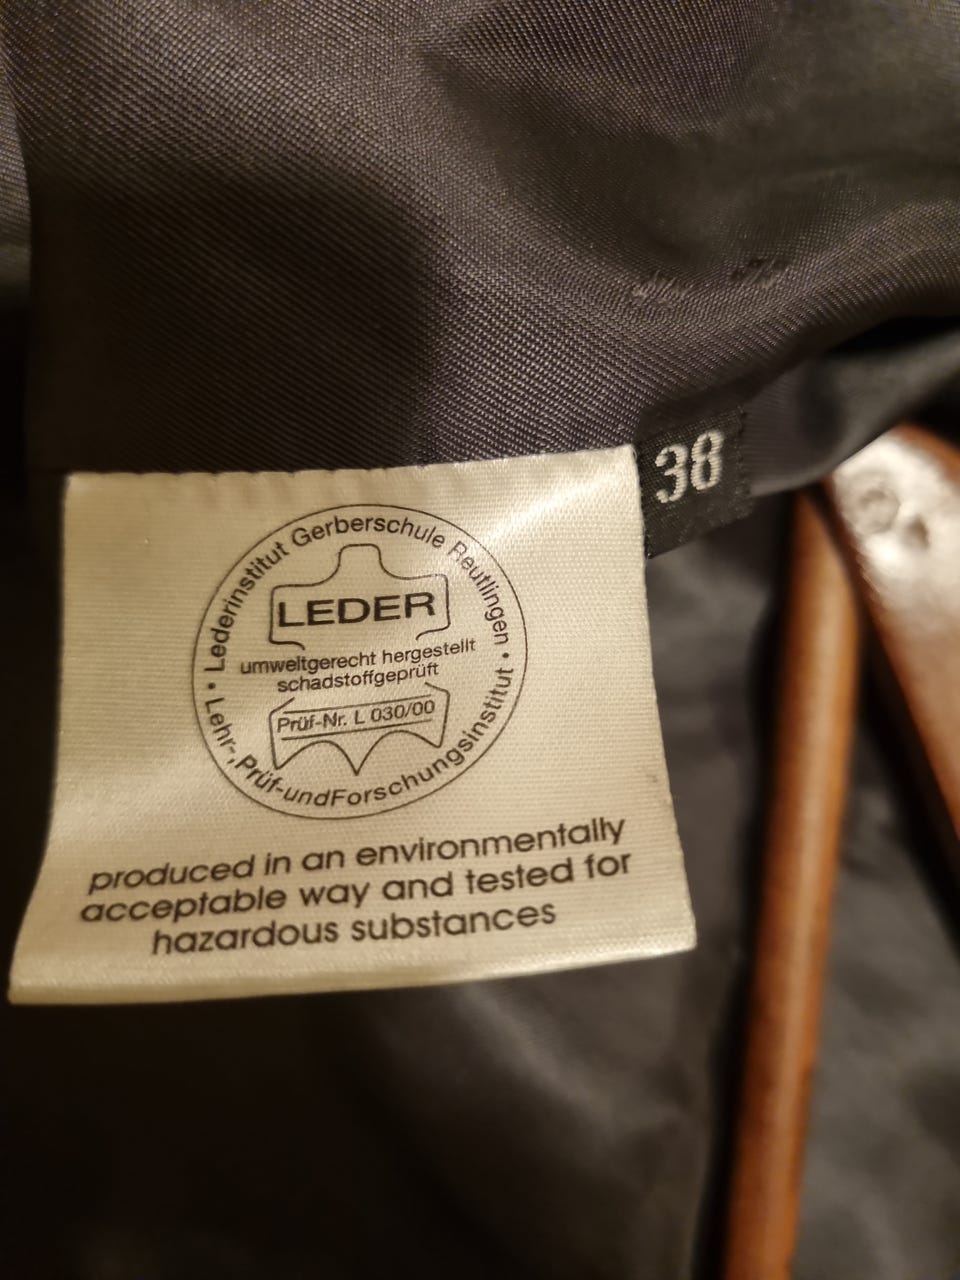 38
• Lederinstitut Gerberschule Reutlingen •
LEDER
umweltgerecht hergestellt
schadstoffgeprüft
Prüf-Nr. L 030/00
Lehr-, Prüf-undForschungsinstitut
produced in an environmentally
acceptable way and tested for
hazardous substances